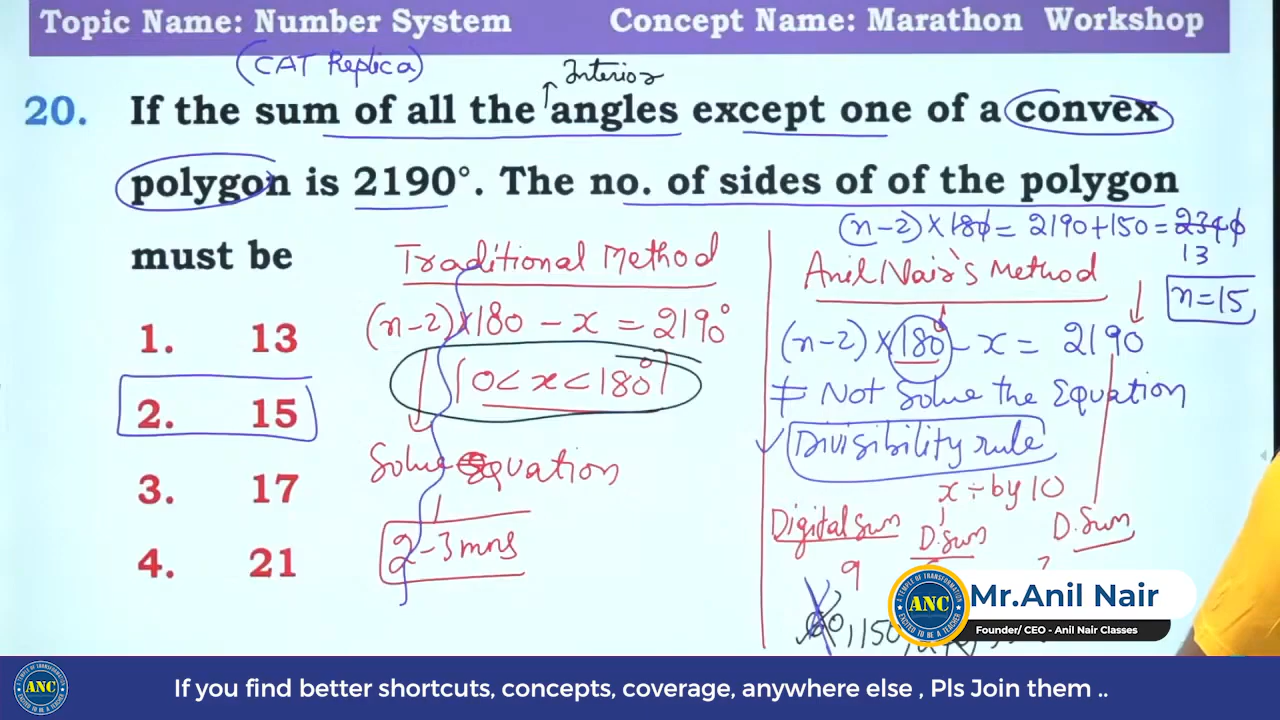 Topic Name: Number System Concept Name: Marathon Workshop
(CAT Replica)
Interior
20. If the sum of all the angles except one of a convex
polygon is 2190°. The no. of sides of of the polygon
must be
1. 13
2. 15
3. 17
4. 21
Traditional Method
(n-2)×180 - x = 2190°
0< x <180°
Solve Equation
2-3 mns
(n-2)×180 = 2190+150 = 2340
13
n=15
Anil Nair's Method
(n-2)×180° - x = 2190
≠ Not Solve the Equation
Divisibility rule
x ÷ by 10
Digital Sum D.Sum D.Sum
9
150
ANC
Mr.Anil Nair
Founder/ CEO - Anil Nair Classes
ANC
If you find better shortcuts, concepts, coverage, anywhere else , Pls Join them ..